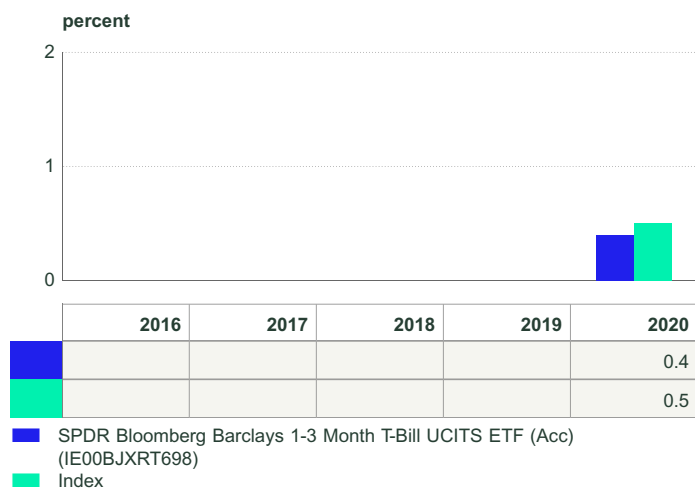 percent
2
1
0
2016 2017 2018 2019 2020
0.4
0.5
SPDR Bloomberg Barclays 1-3 Month T-Bill UCITS ETF (Acc)
(IE00BJXRT698)
Index